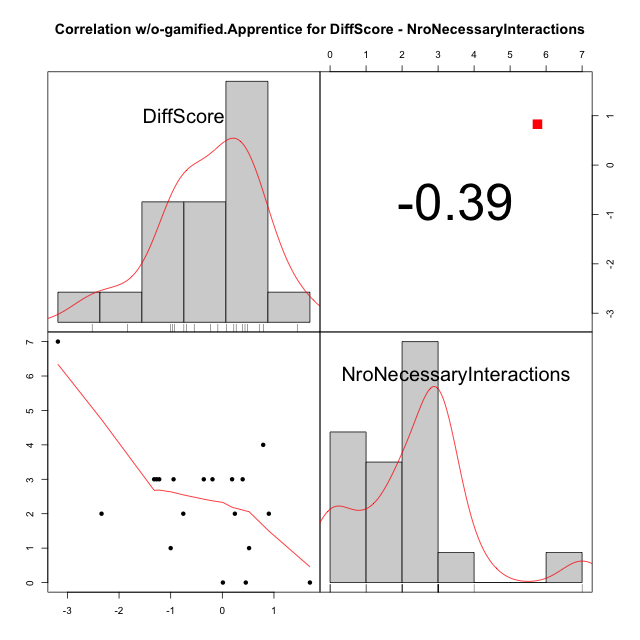 Correlation w/o-gamified.Apprentice for DiffScore - NroNecessaryInteractions
0 1 2 3 4 5 6 7
DiffScore
-0.39
1
0
-1
-2
-3
NroNecessaryInteractions
7
6
5
4
3
2
1
0
-3 -2 -1 0 1